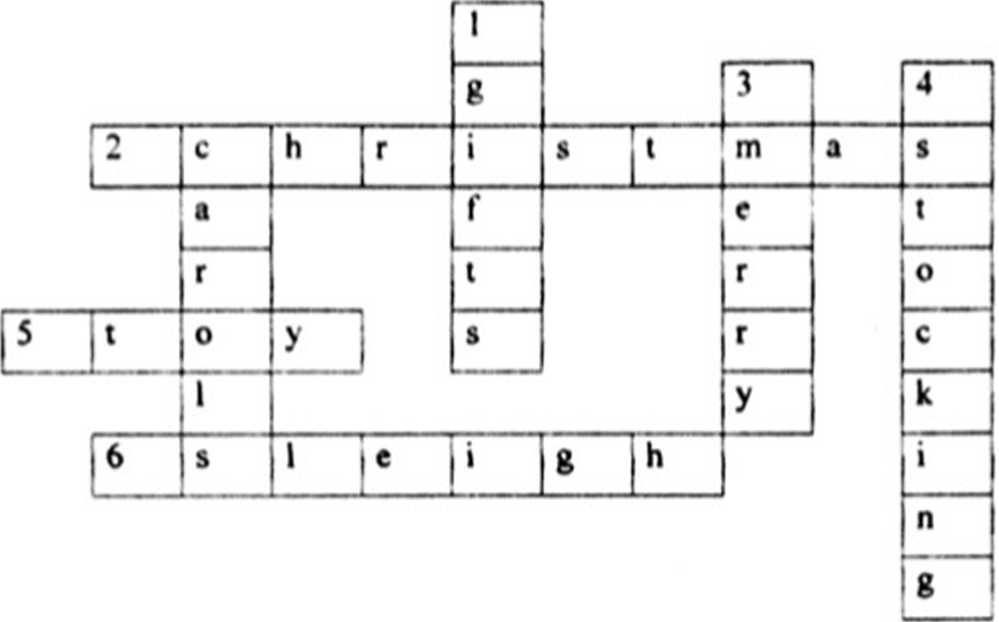 1
g 3 4
2 c h r i s t m a s
a f e t
r t r o
5 t o y s r c
l y k
6 s l e i g h i
n
g